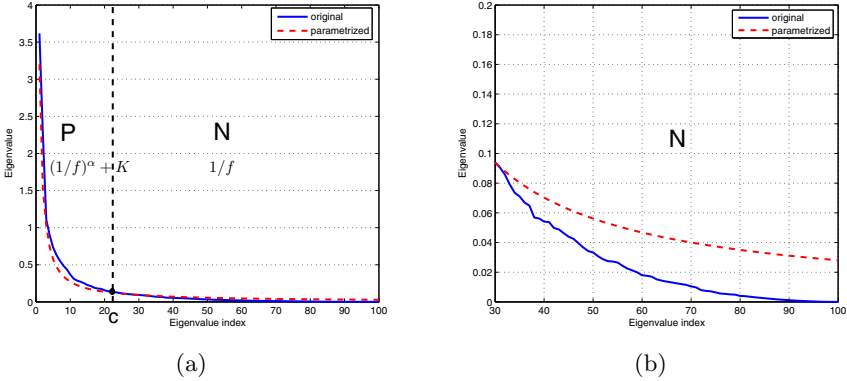 4
3.5
3
2.5
2
1.5
1
0.5
0
Eigenvalue
original
parametrized
P
N
(1/f)^α + K
1/f
0 10 20 30 40 50 60 70 80 90 100
c
Eigenvalue index
(a)
0.2
0.18
0.16
0.14
0.12
0.1
0.08
0.06
0.04
0.02
0
Eigenvalue
original
parametrized
N
30 40 50 60 70 80 90 100
Eigenvalue index
(b)